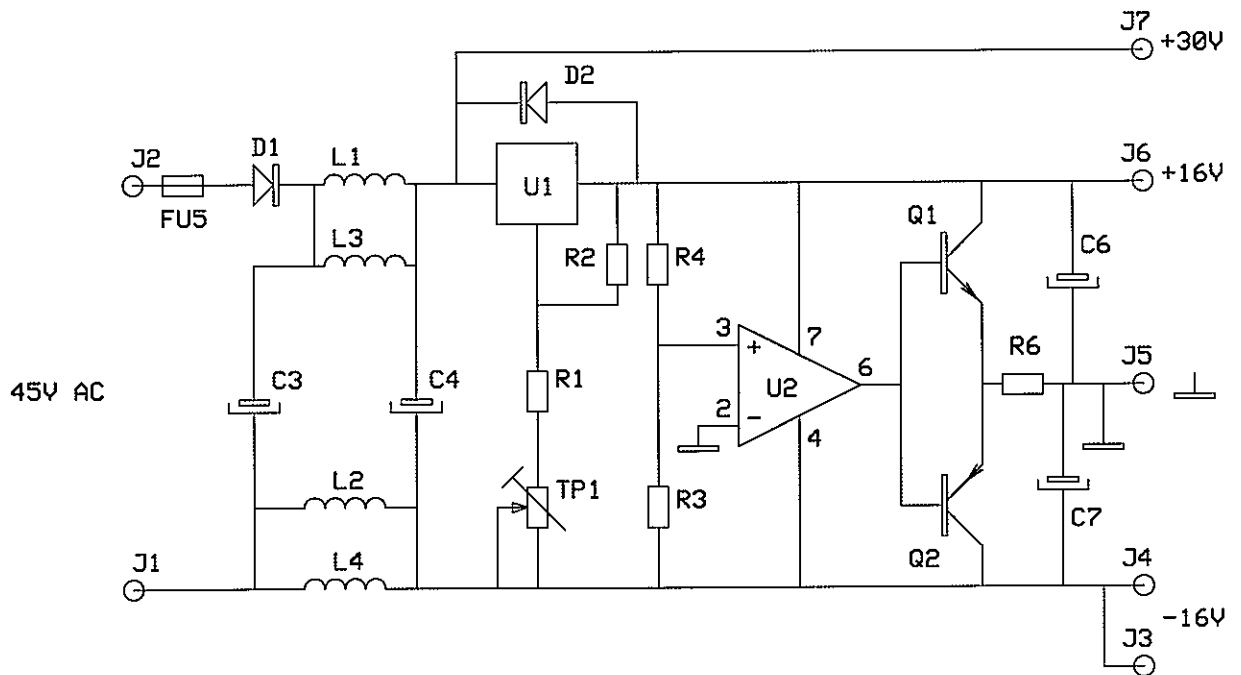 J7
+30V
D2
J2
D1
L1
U1
J6
+16V
FU5
L3
R2
R4
Q1
C6
3
+
7
6
R6
J5
45V AC
C3
C4
R1
U2
2
-
4
L2
TP1
R3
C7
J1
L4
Q2
J4
-16V
J3